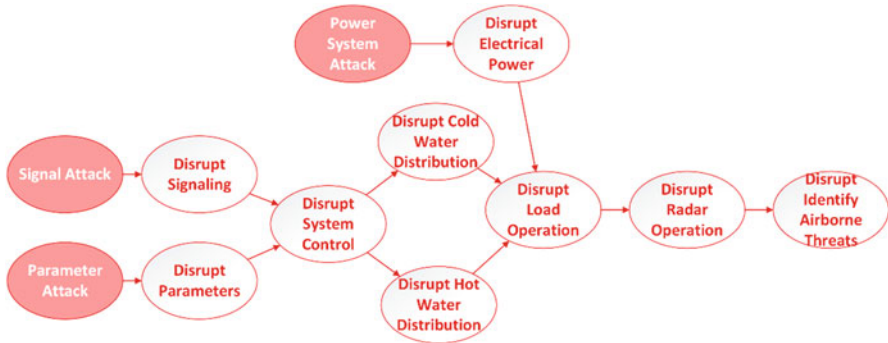 Power
System
Attack
Disrupt
Electrical
Power
Signal Attack
Disrupt
Signaling
Disrupt Cold
Water
Distribution
Disrupt
System
Control
Disrupt
Load
Operation
Disrupt
Radar
Operation
Disrupt
Identify
Airborne
Threats
Parameter
Attack
Disrupt
Parameters
Disrupt Hot
Water
Distribution